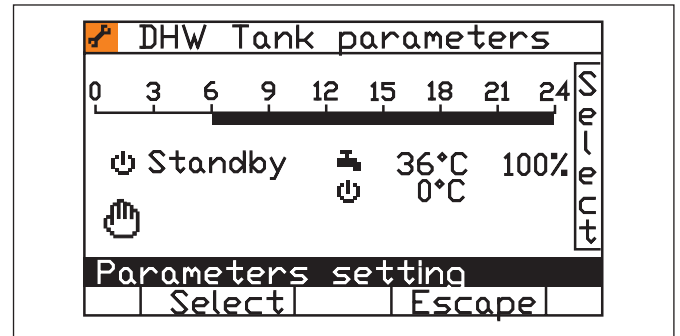 DHW Tank parameters
0 3 6 9 12 15 18 21 24
Select
Standby 36°C 100%
0°C
Parameters setting
Select Escape